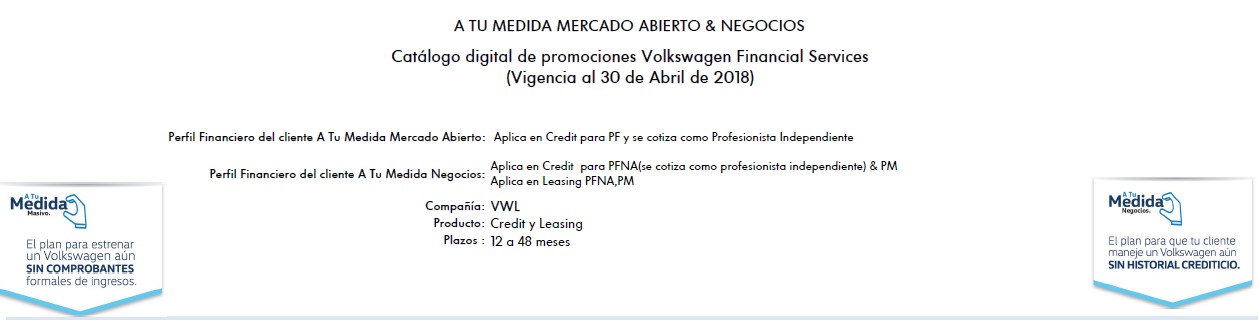 A TU MEDIDA MERCADO ABIERTO & NEGOCIOS
Catálogo digital de promociones Volkswagen Financial Services
(Vigencia al 30 de Abril de 2018)
Perfil Financiero del cliente A Tu Medida Mercado Abierto: Aplica en Credit para PF y se cotiza como Profesionista Independiente
Perfil Financiero del cliente A Tu Medida Negocios: Aplica en Credit para PFNA(se cotiza como profesionista independiente) & PM
Aplica en Leasing PFNA,PM
Compañía: VWL
Producto: Credit y Leasing
Plazos : 12 a 48 meses
A Tu
Medida
Masivo.
El plan para estrenar
un Volkswagen aún
SIN COMPROBANTES
formales de ingresos.
A Tu
Medida
Negocios.
El plan para que tu cliente
maneje un Volkswagen aún
SIN HISTORIAL CREDITICIO.